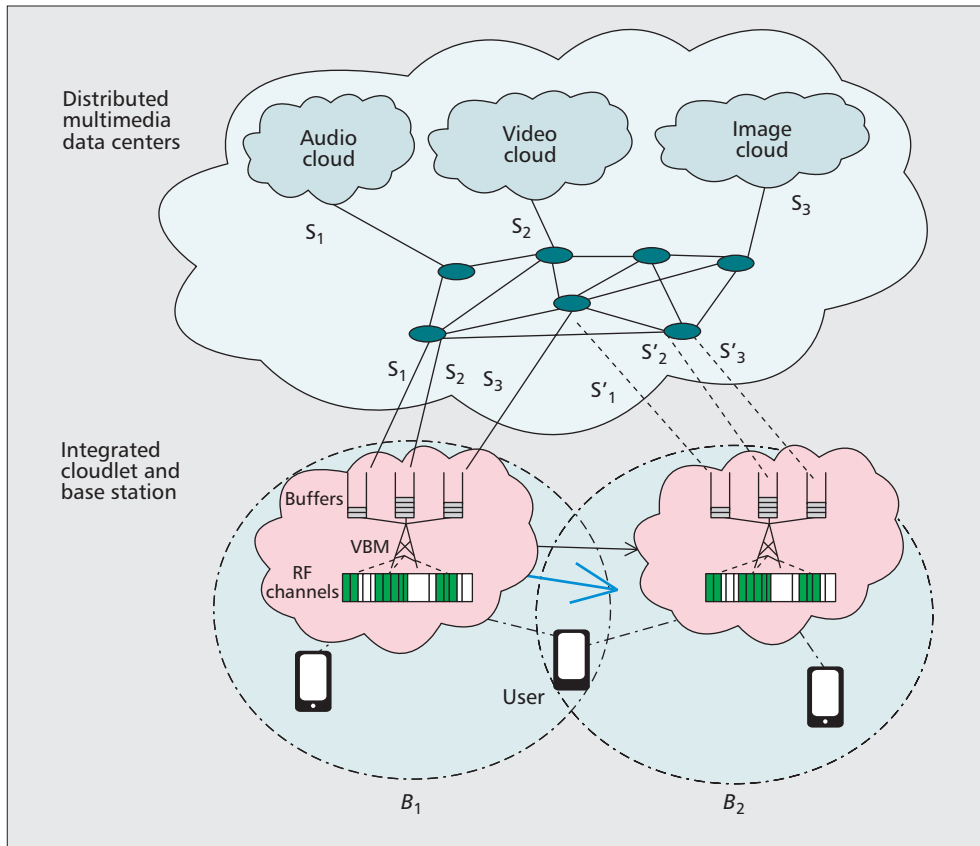 Distributed
multimedia
data centers
Audio
cloud
Video
cloud
Image
cloud
S1
S2
S3
S1
S2
S3
S'1
S'2
S'3
Integrated
cloudlet and
base station
Buffers
VBM
RF
channels
User
B1
B2